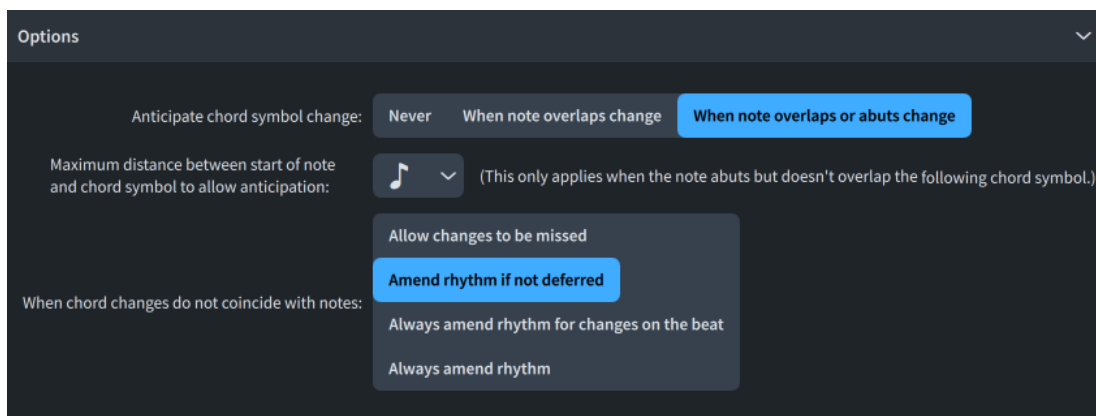 Options
Anticipate chord symbol change: Never When note overlaps change When note overlaps or abuts change
Maximum distance between start of note
and chord symbol to allow anticipation: (This only applies when the note abuts but doesn't overlap the following chord symbol.)
Allow changes to be missed
Amend rhythm if not deferred
When chord changes do not coincide with notes:
Always amend rhythm for changes on the beat
Always amend rhythm